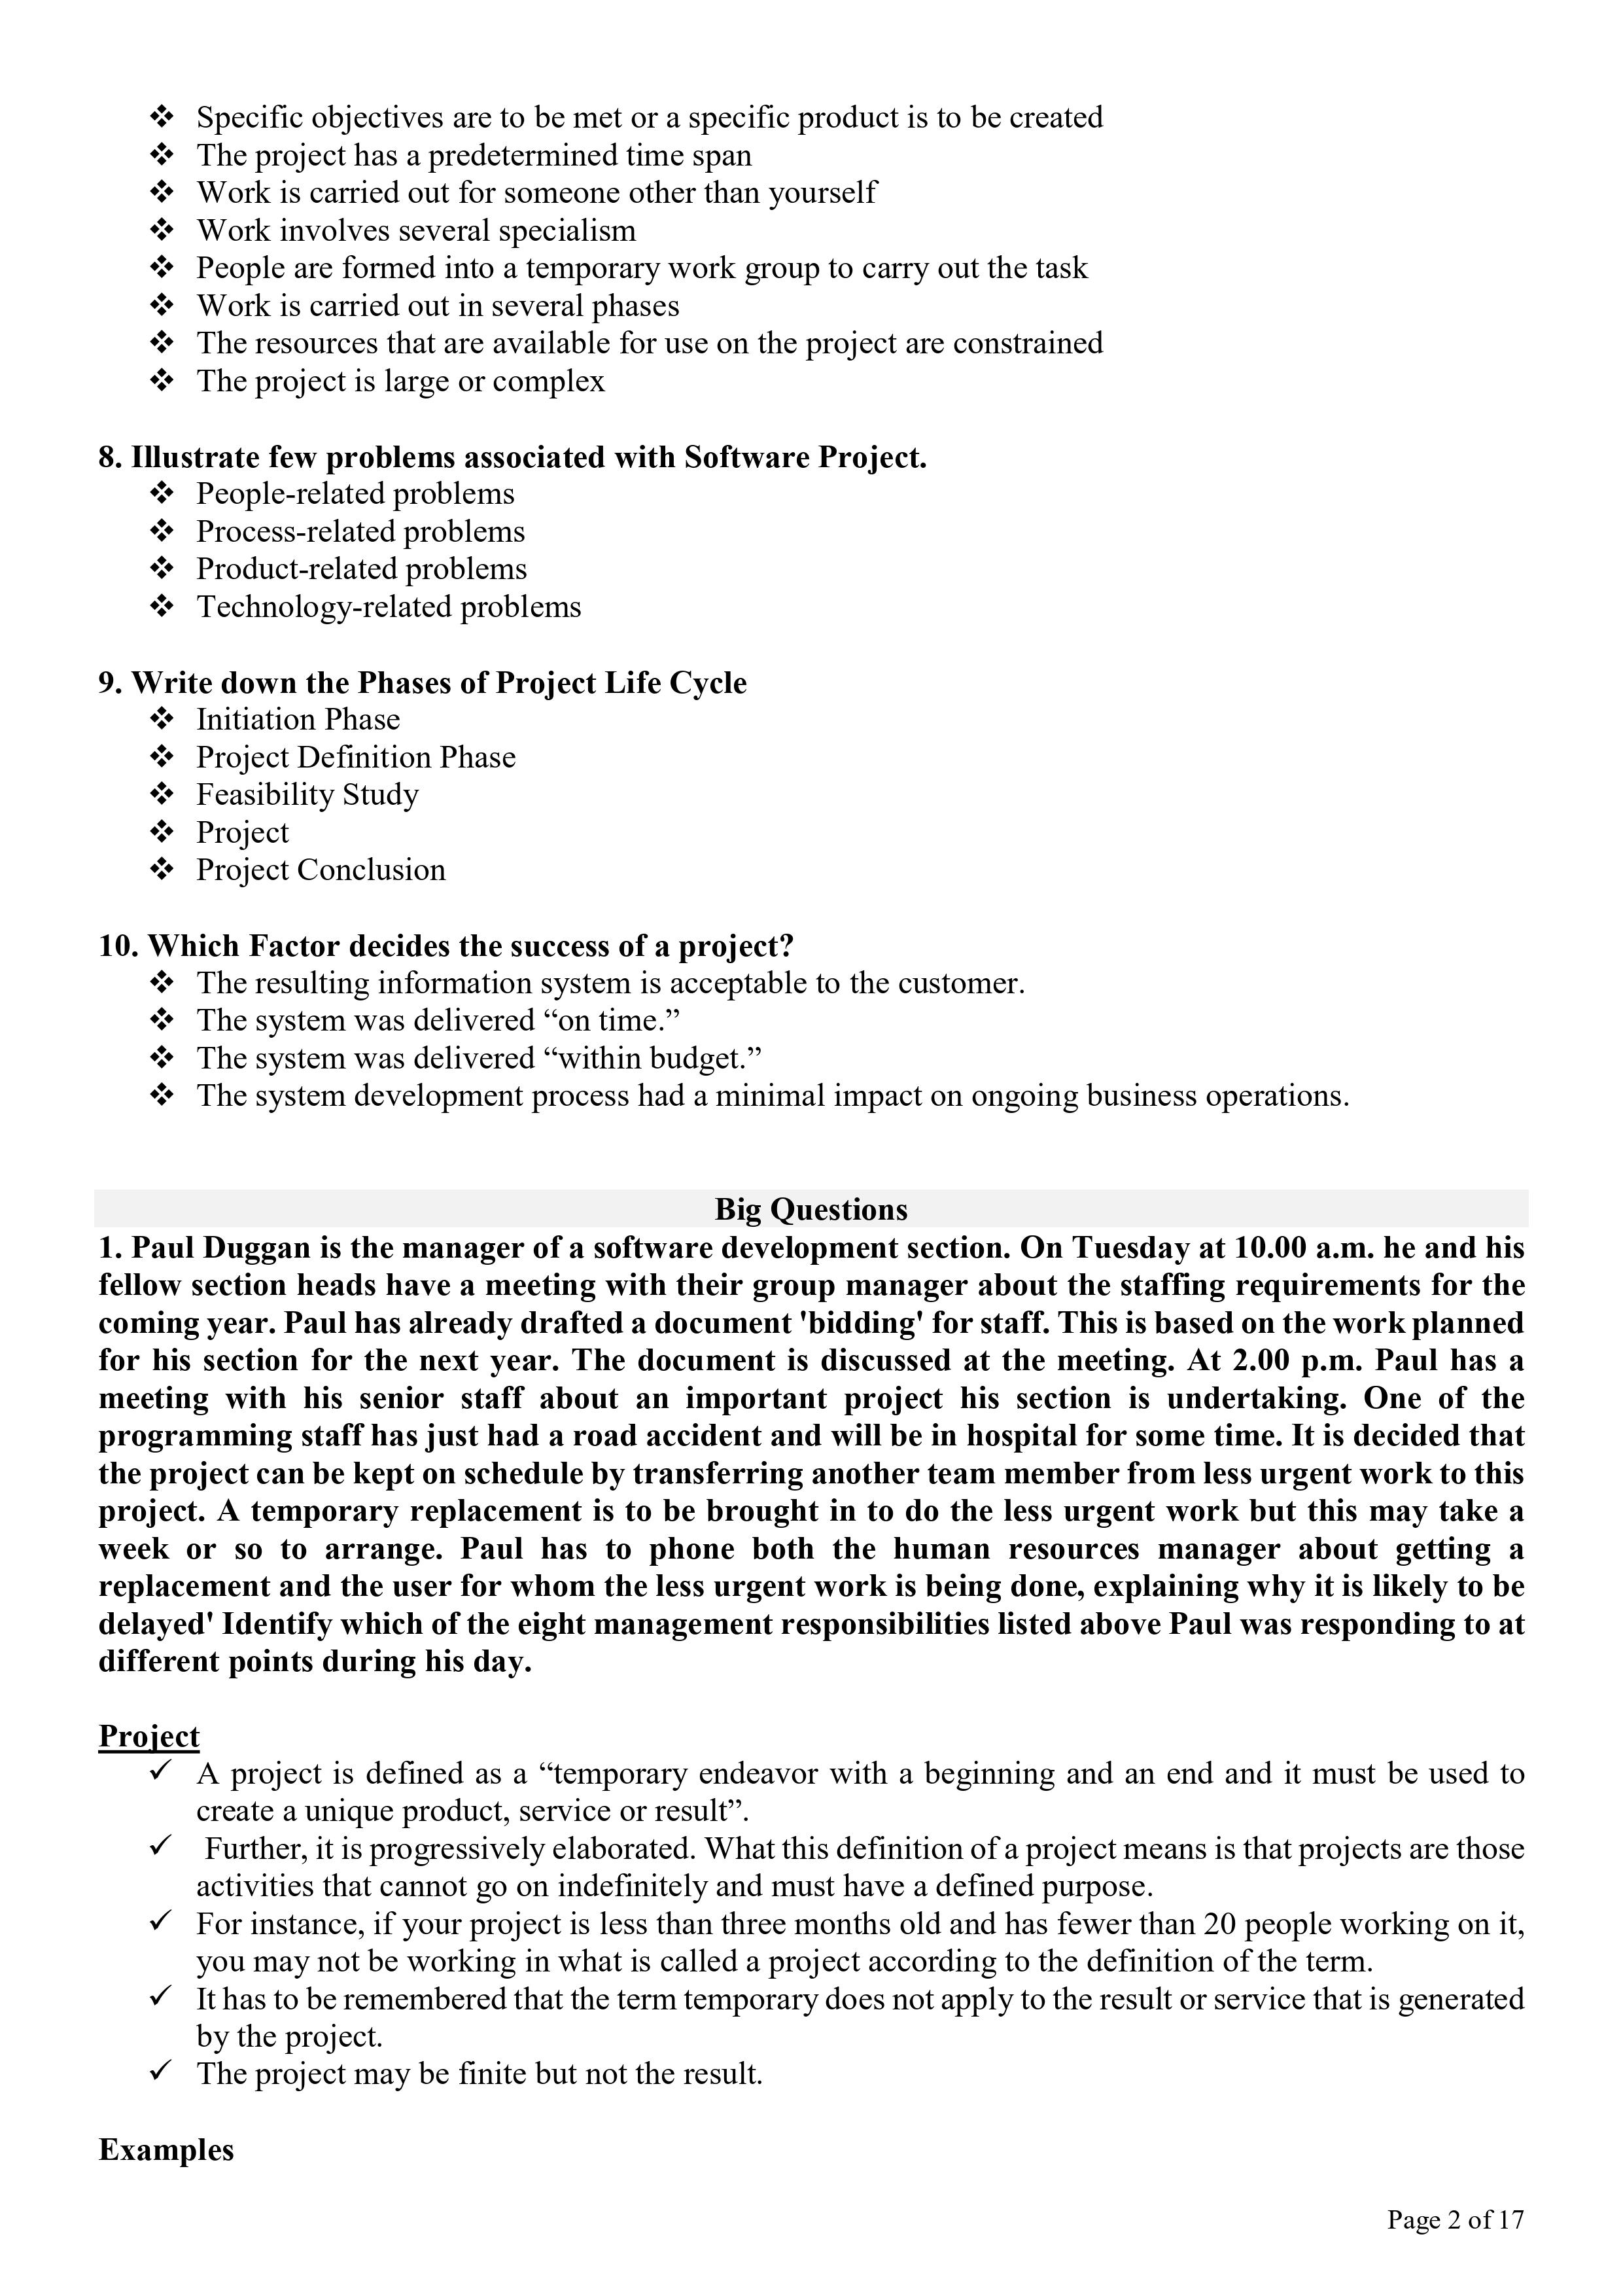 ❖ Specific objectives are to be met or a specific product is to be created
❖ The project has a predetermined time span
❖ Work is carried out for someone other than yourself
❖ Work involves several specialism
❖ People are formed into a temporary work group to carry out the task
❖ Work is carried out in several phases
❖ The resources that are available for use on the project are constrained
❖ The project is large or complex
8. Illustrate few problems associated with Software Project.
❖ People-related problems
❖ Process-related problems
❖ Product-related problems
❖ Technology-related problems
9. Write down the Phases of Project Life Cycle
❖ Initiation Phase
❖ Project Definition Phase
❖ Feasibility Study
❖ Project
❖ Project Conclusion
10. Which Factor decides the success of a project?
❖ The resulting information system is acceptable to the customer.
❖ The system was delivered “on time.”
❖ The system was delivered “within budget.”
❖ The system development process had a minimal impact on ongoing business operations.
Big Questions
1. Paul Duggan is the manager of a software development section. On Tuesday at 10.00 a.m. he and his
fellow section heads have a meeting with their group manager about the staffing requirements for the
coming year. Paul has already drafted a document 'bidding' for staff. This is based on the work planned
for his section for the next year. The document is discussed at the meeting. At 2.00 p.m. Paul has a
meeting with his senior staff about an important project his section is undertaking. One of the
programming staff has just had a road accident and will be in hospital for some time. It is decided that
the project can be kept on schedule by transferring another team member from less urgent work to this
project. A temporary replacement is to be brought in to do the less urgent work but this may take a
week or so to arrange. Paul has to phone both the human resources manager about getting a
replacement and the user for whom the less urgent work is being done, explaining why it is likely to be
delayed' Identify which of the eight management responsibilities listed above Paul was responding to at
different points during his day.
Project
✓ A project is defined as a “temporary endeavor with a beginning and an end and it must be used to
create a unique product, service or result”.
✓ Further, it is progressively elaborated. What this definition of a project means is that projects are those
activities that cannot go on indefinitely and must have a defined purpose.
✓ For instance, if your project is less than three months old and has fewer than 20 people working on it,
you may not be working in what is called a project according to the definition of the term.
✓ It has to be remembered that the term temporary does not apply to the result or service that is generated
by the project.
✓ The project may be finite but not the result.
Examples
Page 2 of 17